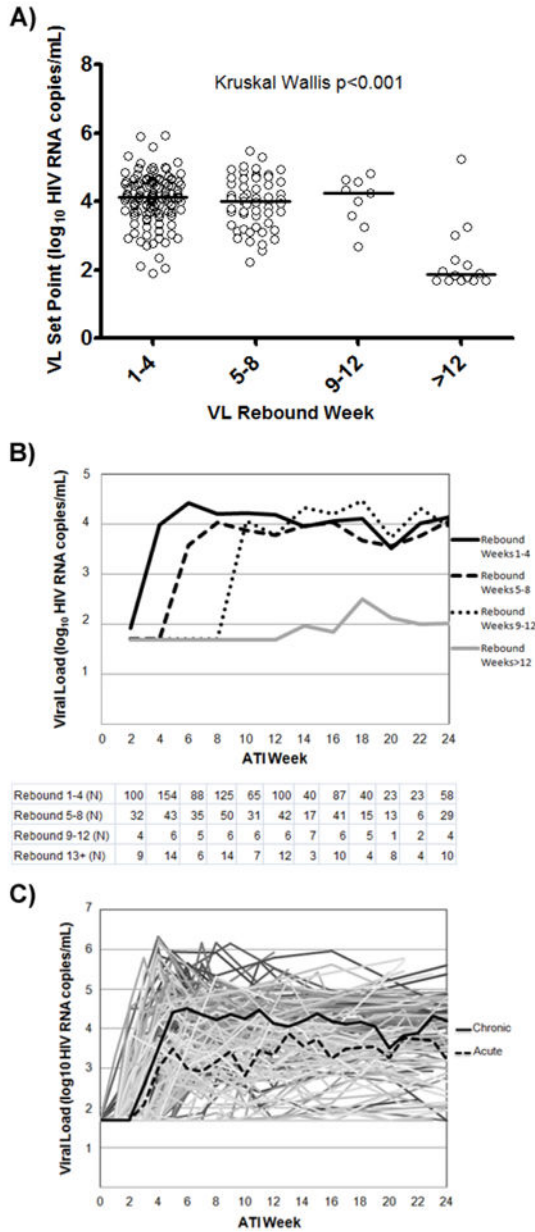 A)
VL Set Point (log10 HIV RNA copies/mL)
8
6
4
2
0
Kruskal Wallis p<0.001
1-4
5-8
9-12
>12
VL Rebound Week
B)
Viral Load (log10 HIV RNA copies/mL)
5
4
3
2
1
0 2 4 6 8 10 12 14 16 18 20 22 24
ATI Week
Rebound
Weeks 1-4
Rebound
Weeks 5-8
Rebound
Weeks 9-12
Rebound
Weeks>12
Rebound 1-4 (N) 100 154 88 125 65 100 40 87 40 23 23 58
Rebound 5-8 (N) 32 43 35 50 31 42 17 41 15 13 6 29
Rebound 9-12 (N) 4 6 5 6 6 6 7 6 5 1 2 4
Rebound 13+ (N) 9 14 6 14 7 12 3 10 4 8 4 10
C)
Viral Load (log10 HIV RNA copies/mL)
7
6
5
4
3
2
1
0 2 4 6 8 10 12 14 16 18 20 22 24
ATI Week
Chronic
Acute